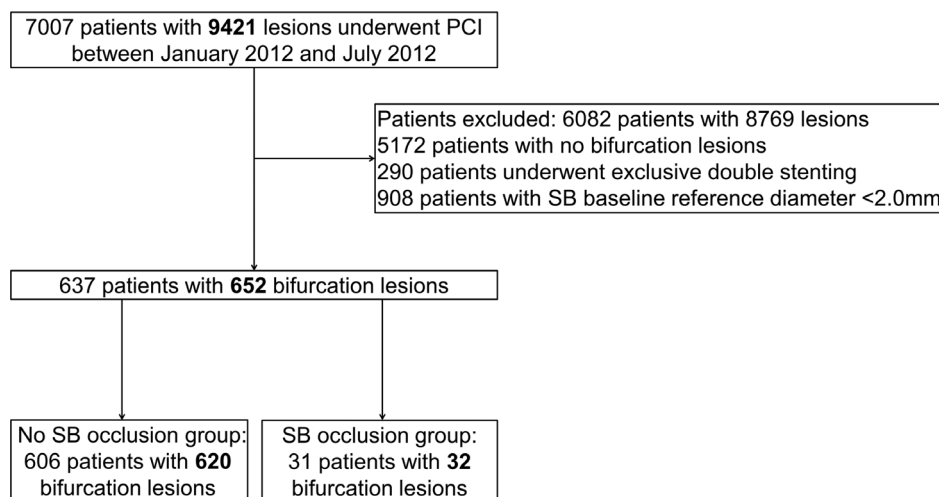 7007 patients with 9421 lesions underwent PCI
between January 2012 and July 2012
Patients excluded: 6082 patients with 8769 lesions
5172 patients with no bifurcation lesions
290 patients underwent exclusive double stenting
908 patients with SB baseline reference diameter <2.0mm
637 patients with 652 bifurcation lesions
No SB occlusion group:
606 patients with 620
bifurcation lesions
SB occlusion group:
31 patients with 32
bifurcation lesions